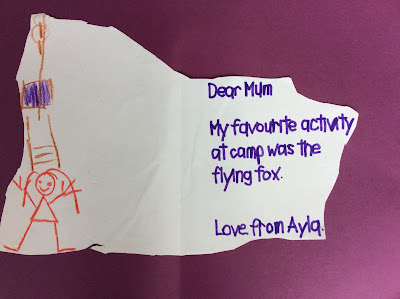 Dear Mum
My favourite activity
at camp was the
flying fox.
Love from Ayla.